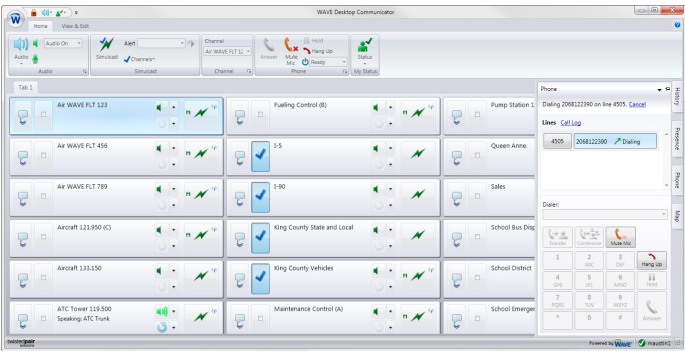 WAVE Desktop Communicator
W
Home View & Edit
Audio
Audio On
Audio
Simulcast
Alert
Channels
Simulcast
Channel
Air WAVE FLT 12
Channel
Answer
Mute Mic
Hold
Hang Up
Ready
Phone
Status
My Status
Tab 1
Air WAVE FLT 123
Fueling Control (B)
Pump Station 1
Air WAVE FLT 456
I-5
Queen Anne
Air WAVE FLT 789
I-90
Sales
Aircraft 121.950 (C)
King County State and Local
School Bus Disp
Aircraft 133.150
King County Vehicles
School District
ATC Tower 119.500
Speaking: ATC Trunk
Maintenance Control (A)
School Emergen
Phone
Dialing 2068122390 on line 4505. Cancel
Lines Call Log
4505 2068122390 Dialing
Dialer:
Transfer Conference Mute Mic
1 2 ABC 3 DEF Hang Up
4 GHI 5 JKL 6 MNO Hold
7 PQRS 8 TUV 9 WXYZ
* 0 # Answer
History
Presence
Phone
Map
twistedpair
solutions
Powered by WAVE maustin1